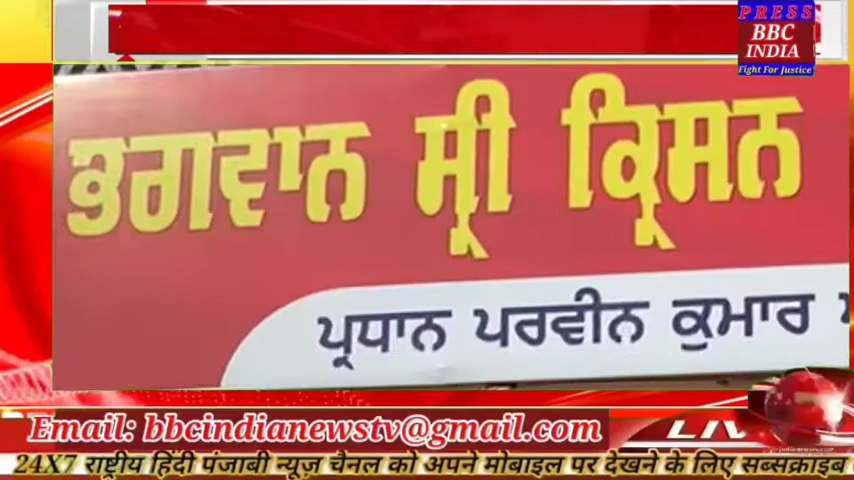 PRESS
BBC
INDIA
Fight For Justice
ਭਗਵਾਨ ਸ੍ਰੀ ਕ੍ਰਿਸਨ
ਪ੍ਰਧਾਨ ਪਰਵੀਨ ਕੁਮਾਰ
Email: bbcindianewstv@gmail.com
24X7 राष्ट्रीय हिंदी पंजाबी न्यूज़ चैनल को अपने मोबाइल पर देखने के लिए सब्सक्राइब